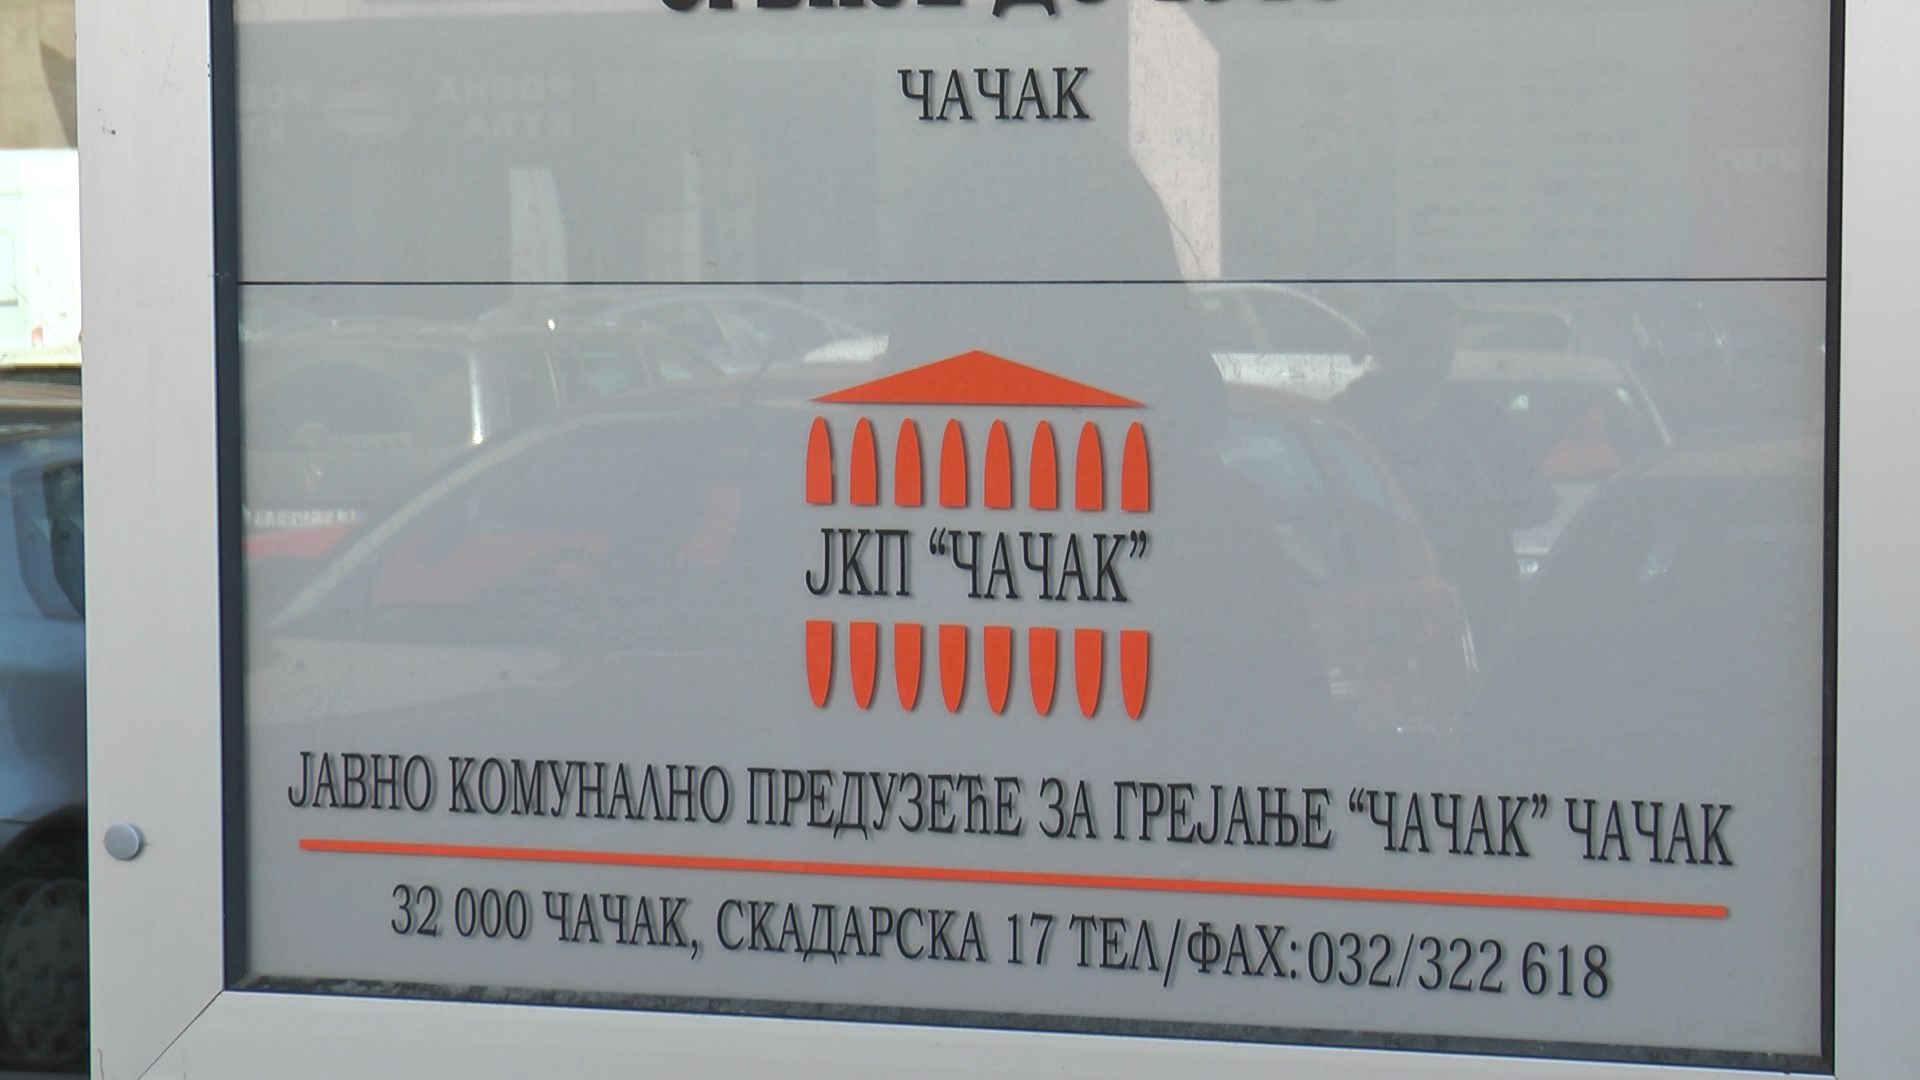 ЧАЧАК
ЈКП “ЧАЧАК”
ЈАВНО КОМУНАЛНО ПРЕДУЗЕЋЕ ЗА ГРЕЈАЊЕ “ЧАЧАК” ЧАЧАК
32 000 ЧАЧАК, СКАДАРСКА 17 ТЕЛ/ФАХ:032/322 618